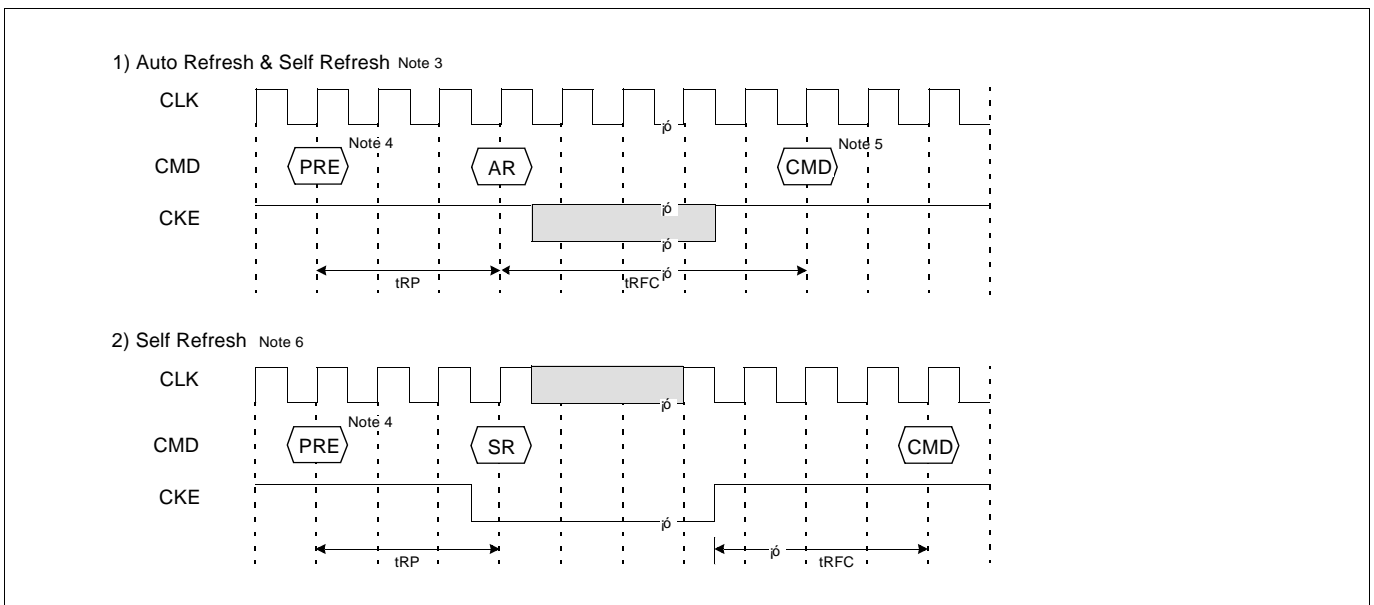 1) Auto Refresh & Self Refresh Note 3
CLK
¡ó
Note 4
Note 5
CMD
PRE
AR
CMD
CKE
¡ó
¡ó
¡ó
tRP
tRFC
2) Self Refresh Note 6
CLK
¡ó
Note 4
CMD
PRE
SR
CMD
CKE
¡ó
¡ó
tRP
tRFC